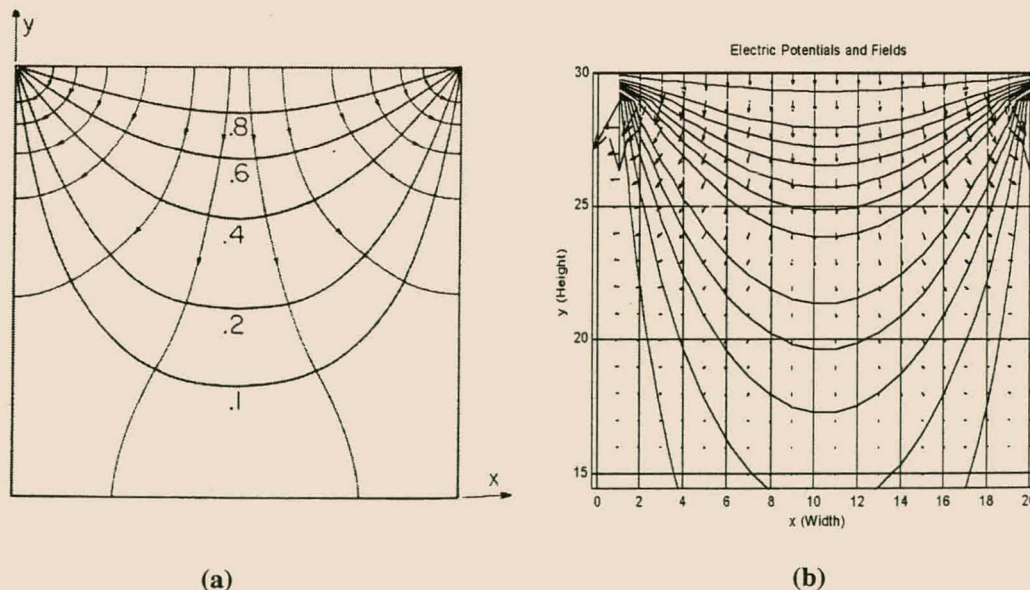 y
.8
.6
.4
.2
.1
x
(a)
Electric Potentials and Fields
30
25
20
15
y (Height)
0 2 4 6 8 10 12 14 16 18 20
x (Width)
(b)